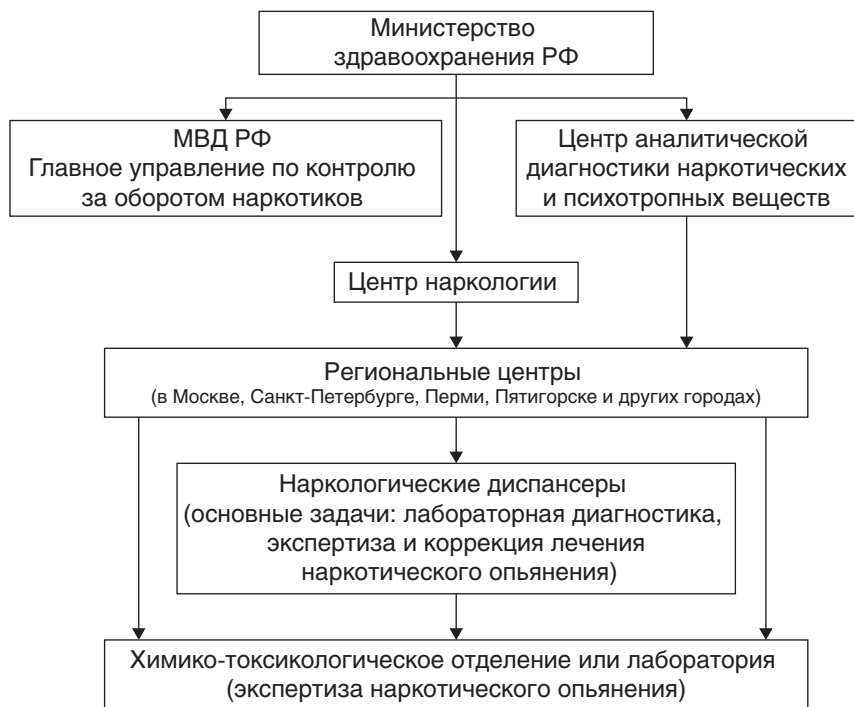 Министерство
здравоохранения РФ
МВД РФ
Главное управление по контролю
за оборотом наркотиков
Центр аналитической
диагностики наркотических
и психотропных веществ
Центр наркологии
Региональные центры
(в Москве, Санкт-Петербурге, Перми, Пятигорске и других городах)
Наркологические диспансеры
(основные задачи: лабораторная диагностика,
экспертиза и коррекция лечения
наркотического опьянения)
Химико-токсикологическое отделение или лаборатория
(экспертиза наркотического опьянения)